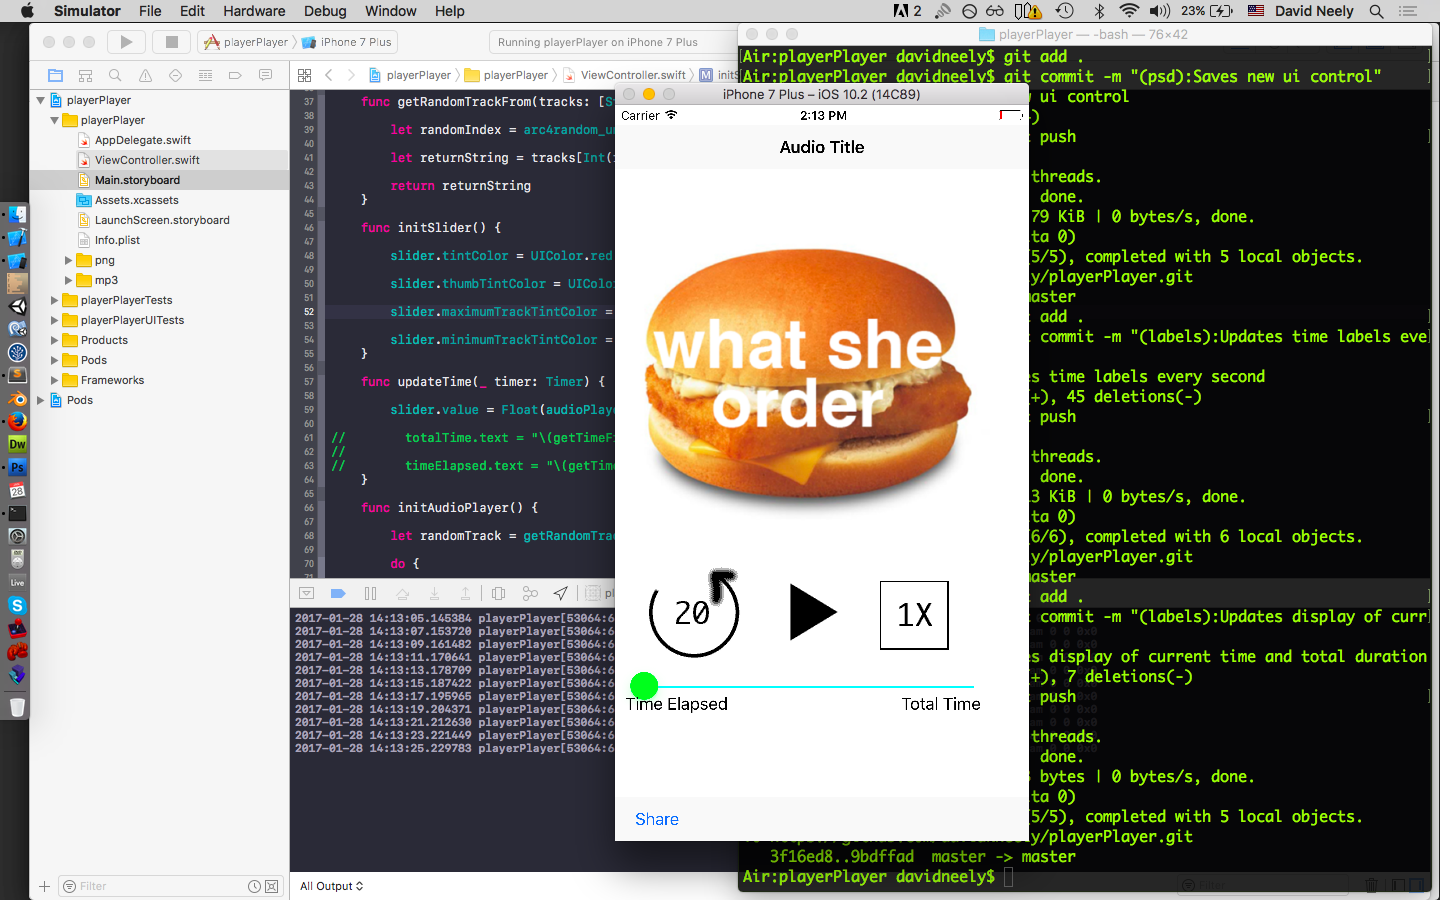 Simulator File Edit Hardware Debug Window Help
2 23% David Neely
playerPlayer iPhone 7 Plus
Running playerPlayer on iPhone 7 Plus
playerPlayer playerPlayer ViewController.swift M initS
playerPlayer
playerPlayer
AppDelegate.swift
ViewController.swift
Main.storyboard
Assets.xcassets
LaunchScreen.storyboard
Info.plist
png
mp3
playerPlayerTests
playerPlayerUITests
Products
Pods
Frameworks
Pods
Filter
37 func getRandomTrackFrom(tracks: [S
38
39 let randomIndex = arc4random_un
40
41 let returnString = tracks[Int(
42
43 return returnString
44 }
45
46 func initSlider() {
47
48 slider.tintColor = UIColor.red
49
50 slider.thumbTintColor = UIColo
51
52 slider.maximumTrackTintColor =
53
54 slider.minimumTrackTintColor =
55 }
56
57 func updateTime(_ timer: Timer) {
58
59 slider.value = Float(audioPlaye
60
61 // totalTime.text = "\(getTimeF
62 //
63 // timeElapsed.text = "\(getTime
64 }
65
66 func initAudioPlayer() {
67
68 let randomTrack = getRandomTrac
69
70 do {
71
2017-01-28 14:13:05.145384 playerPlayer[53064:6
2017-01-28 14:13:07.153720 playerPlayer[53064:6
2017-01-28 14:13:09.161482 playerPlayer[53064:6
2017-01-28 14:13:11.170641 playerPlayer[53064:6
2017-01-28 14:13:13.178709 playerPlayer[53064:6
2017-01-28 14:13:15.187422 playerPlayer[53064:6
2017-01-28 14:13:17.195965 playerPlayer[53064:6
2017-01-28 14:13:19.204371 playerPlayer[53064:6
2017-01-28 14:13:21.212630 playerPlayer[53064:6
2017-01-28 14:13:23.221449 playerPlayer[53064:6
2017-01-28 14:13:25.229783 playerPlayer[53064:6
All Output
iPhone 7 Plus – iOS 10.2 (14C89)
Carrier 2:13 PM
Audio Title
what she
order
20 1X
Time Elapsed Total Time
Share
playerPlayer — -bash — 76×42
Air:playerPlayer davidneely$ git add .
Air:playerPlayer davidneely$ git commit -m "(psd):Saves new ui control"
ui control
-)
push
threads.
done.
79 KiB | 0 bytes/s, done.
ta 0)
5/5), completed with 5 local objects.
y/playerPlayer.git
master
add .
commit -m "(labels):Updates time labels eve
s time labels every second
+), 45 deletions(-)
push
threads.
done.
3 KiB | 0 bytes/s, done.
ta 0)
6/6), completed with 6 local objects.
y/playerPlayer.git
master
add .
commit -m "(labels):Updates display of curr
s display of current time and total duration
+), 7 deletions(-)
push
threads.
done.
bytes | 0 bytes/s, done.
ta 0)
5/5), completed with 5 local objects.
y/playerPlayer.git
3f16ed8..9bdffad master -> master
Air:playerPlayer davidneely$
Dw
Ps
28
Live